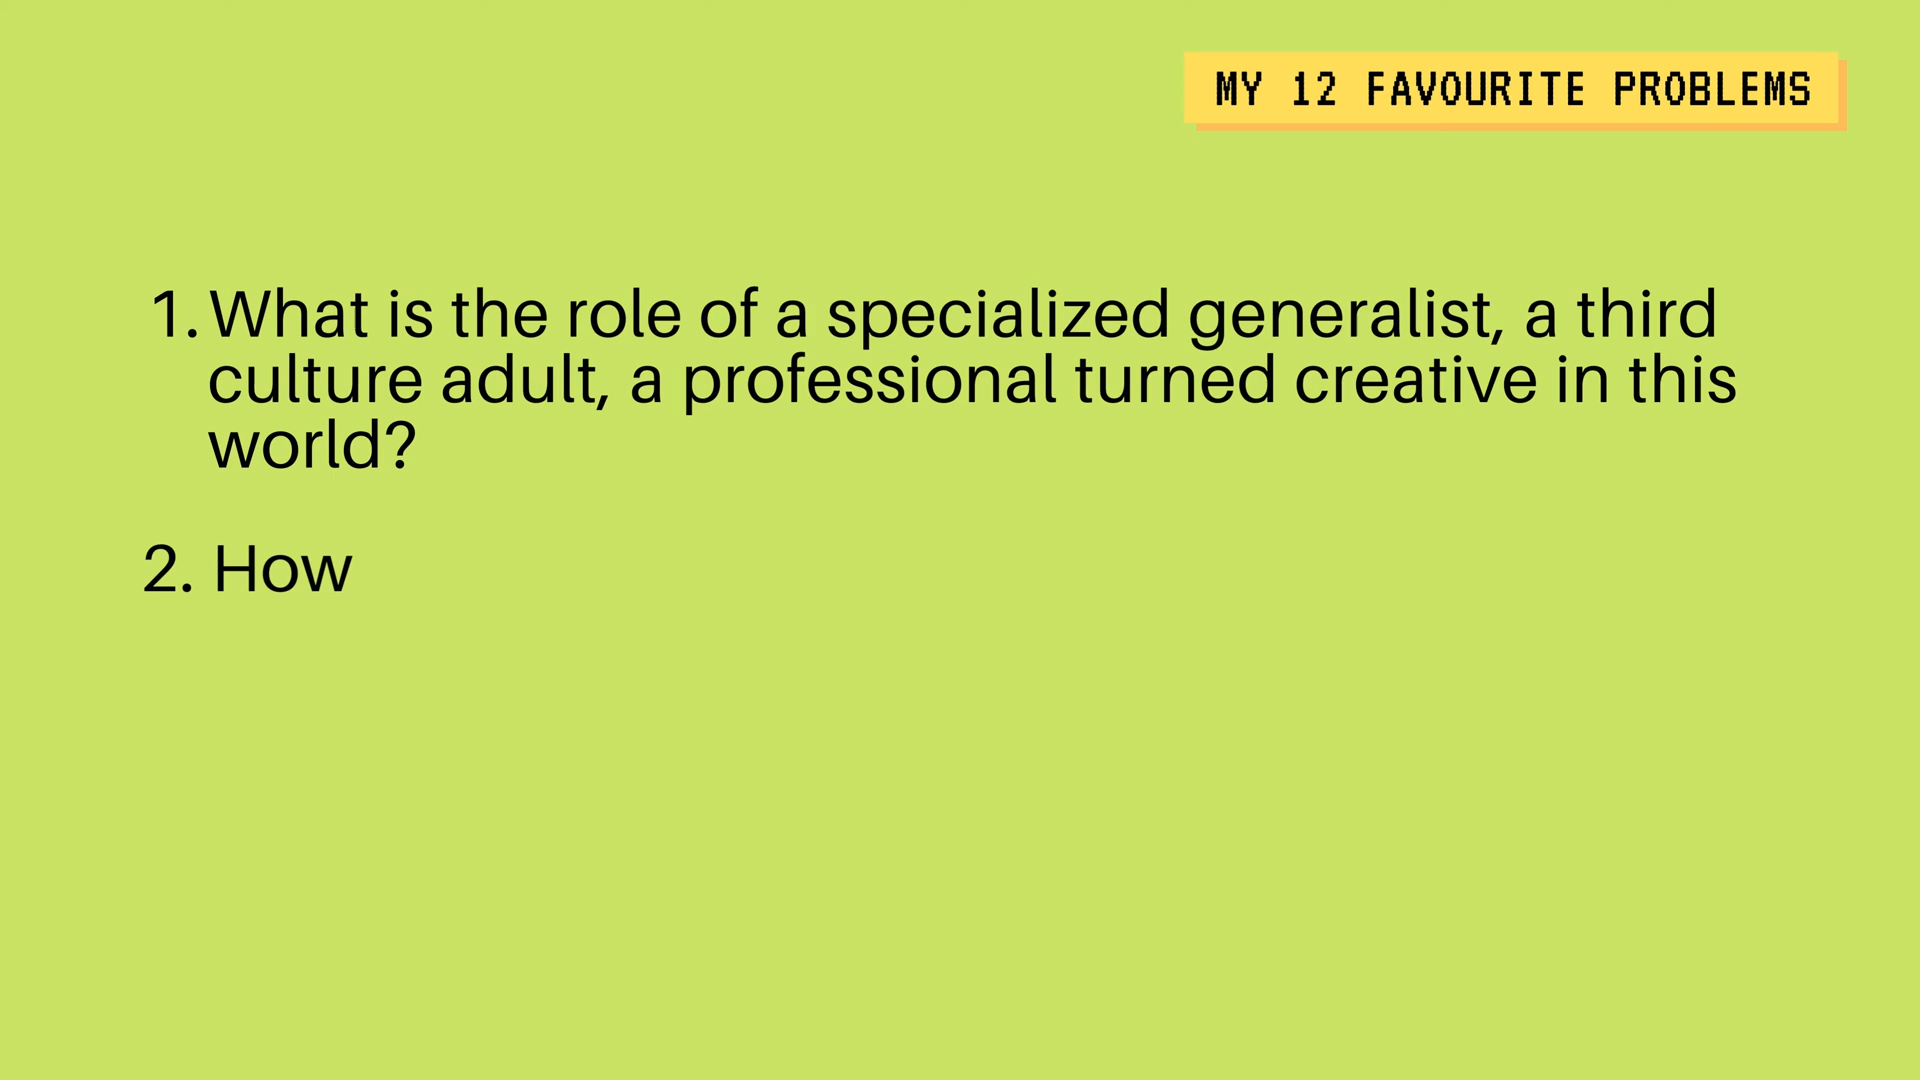 MY 12 FAVOURITE PROBLEMS
1. What is the role of a specialized generalist, a third
culture adult, a professional turned creative in this
world?
2. How